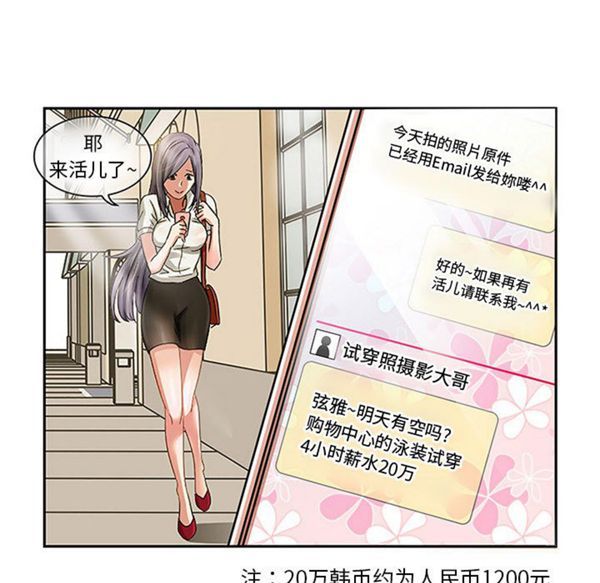 耶
来活儿了~
今天拍的照片原件
已经用Email发给妳喽^^
好的~如果再有
活儿请联系我~^^*
试穿照摄影大哥
弦雅~明天有空吗?
购物中心的泳装试穿
4小时薪水20万
注：20万韩币约为人民币1200元